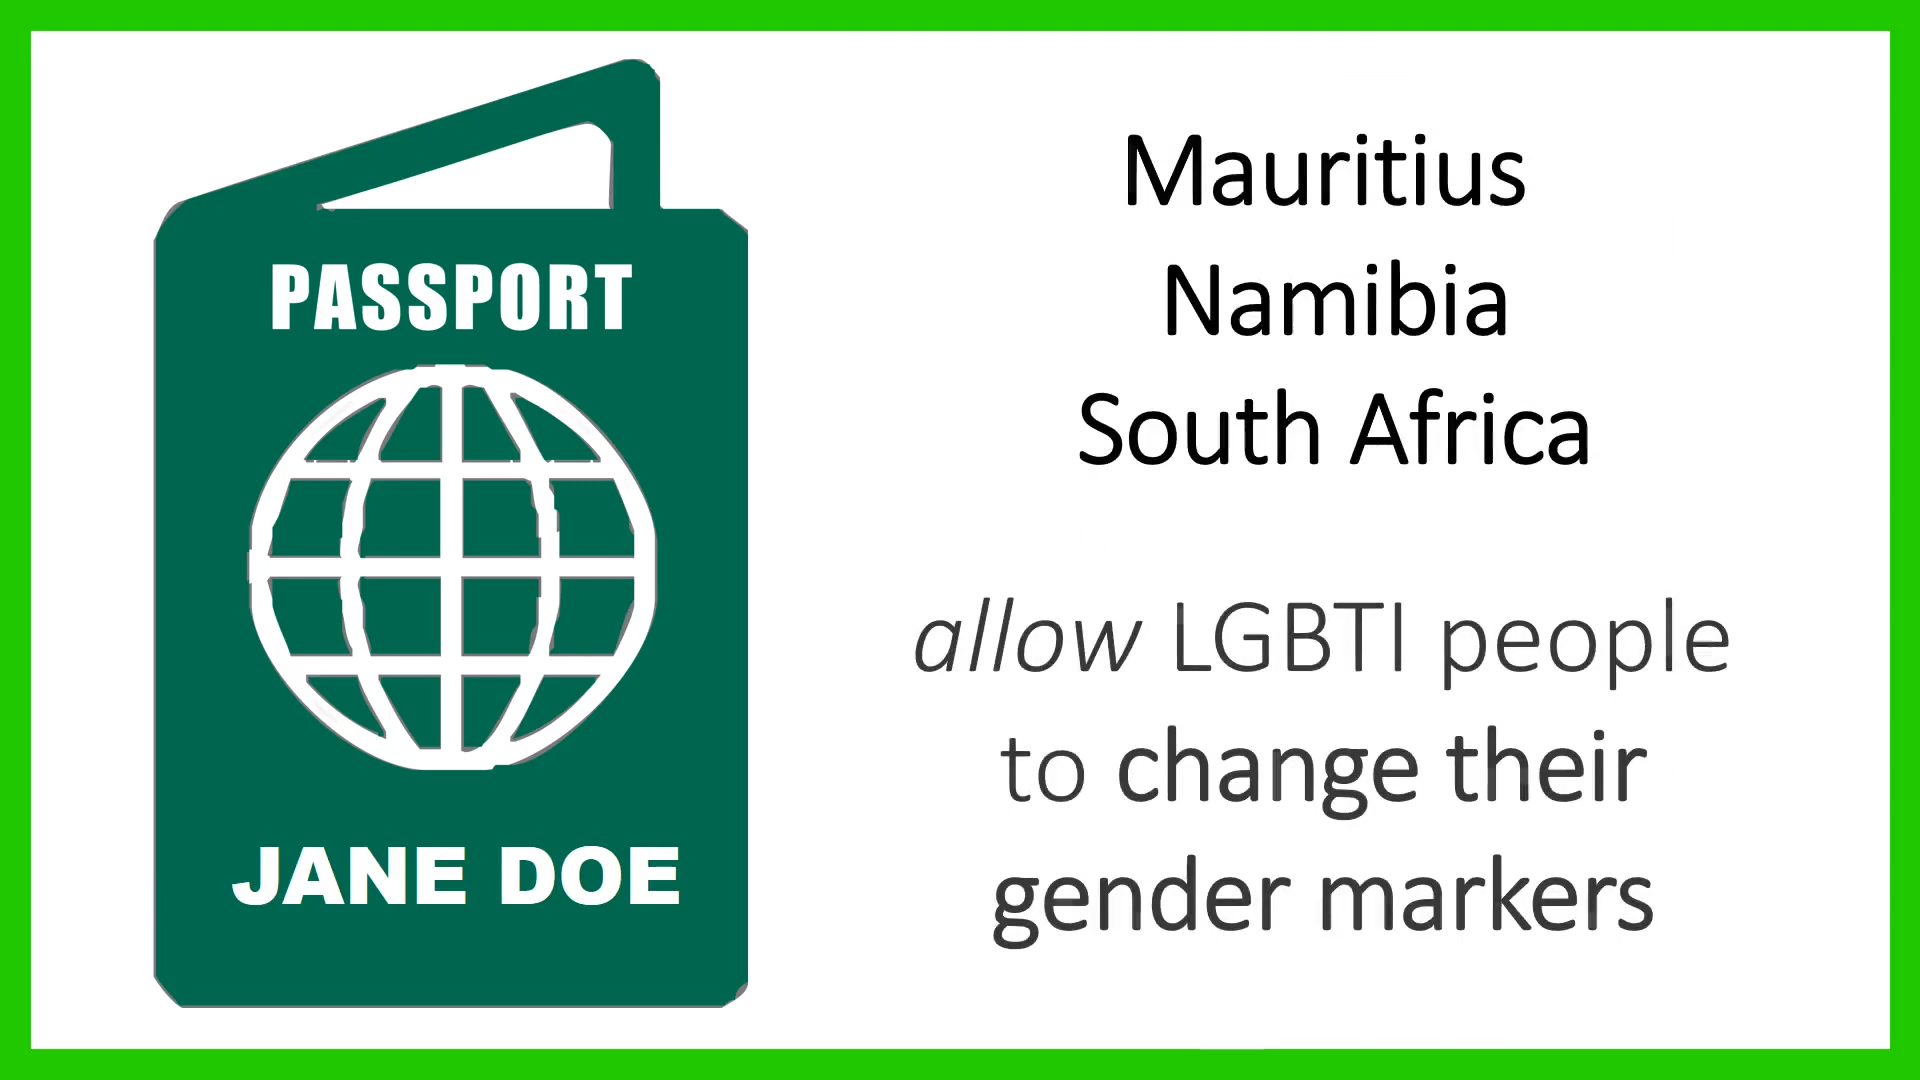 PASSPORT
JANE DOE
Mauritius
Namibia
South Africa
allow LGBTI people
to change their
gender markers